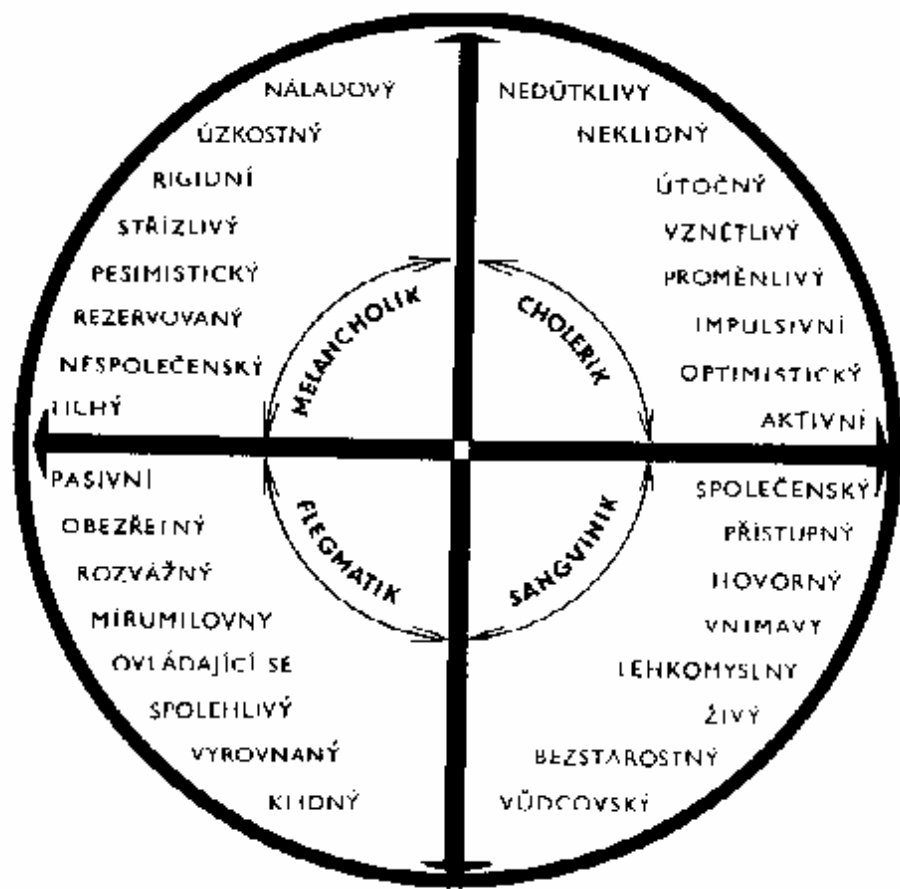 NÁLADOVÝ
ÚZKOSTNÝ
RIGIDNÍ
STŘÍZLIVÝ
PESIMISTICKÝ
REZERVOVANÝ
NESPOLEČENSKÝ
TICHÝ
NEDŮTKLIVÝ
NEKLIDNÝ
ÚTOČNÝ
VZNĚTLIVÝ
PROMĚNLIVÝ
IMPULSIVNÍ
OPTIMISTICKÝ
AKTIVNÍ
MELANCHOLIK
CHOLERIK
FLEGMATIK
SANGVINIK
PASIVNÍ
OBEZŘETNÝ
ROZVÁŽNÝ
MÍRUMILOVNÝ
OVLÁDAJÍCÍ SE
SPOLEHLIVÝ
VYROVNANÝ
KLIDNÝ
SPOLEČENSKÝ
PŘÍSTUPNÝ
HOVORNÝ
VNÍMAVÝ
LEHKOMYSLNÝ
ŽIVÝ
BEZSTAROSTNÝ
VŮDCOVSKÝ